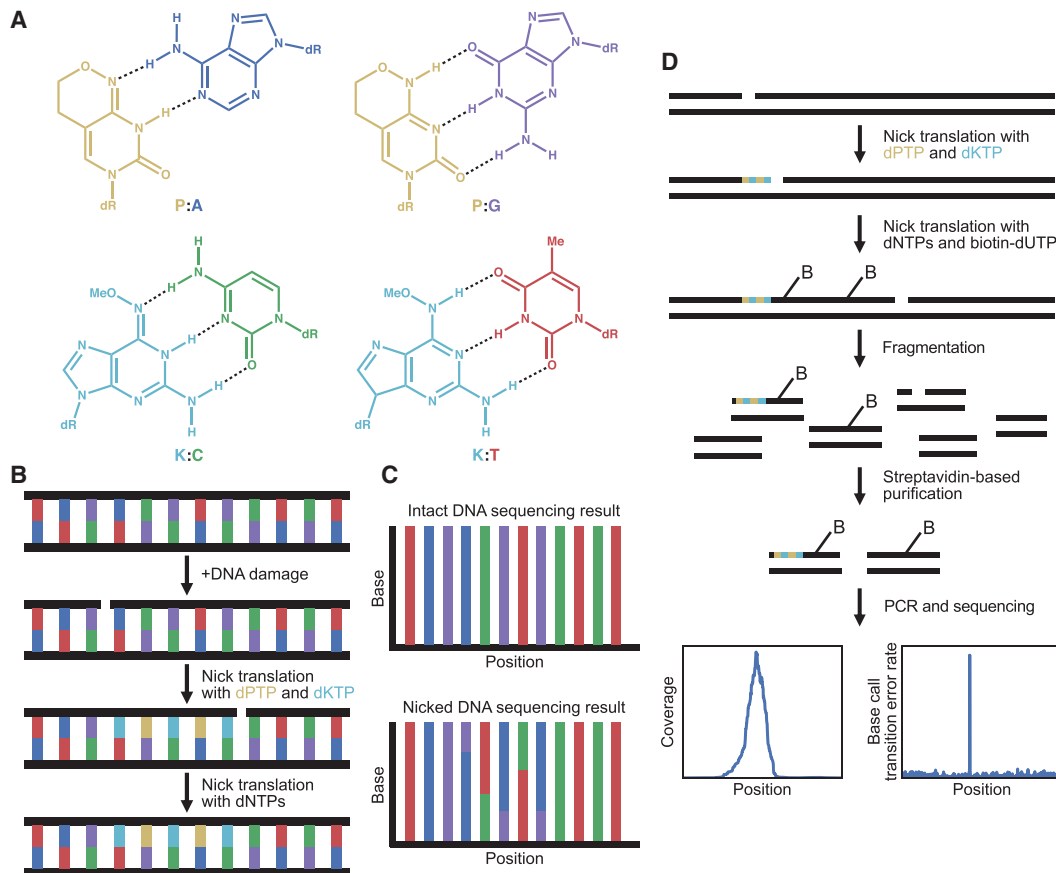 A
H
N
H
O
N
N
H
N
N
O
dR
N
N
N
N
dR
P:A
O
N
H
O
N
H
N
N
O
dR
N
N
N
N
H
H
dR
P:G
MeO
N
H
N
H
N
H
N
O
dR
N
N
N
N
H
H
dR
K:C
Me
MeO
H
O
N
N
H
N
N
O
dR
N
N
N
H
H
dR
K:T
B
+DNA damage
Nick translation
with dPTP and dKTP
Nick translation
with dNTPs
C
Intact DNA sequencing result
Base
Position
Nicked DNA sequencing result
Base
Position
D
Nick translation with
dPTP and dKTP
Nick translation with
dNTPs and biotin-dUTP
B
B
Fragmentation
B
B
Streptavidin-based
purification
B
B
PCR and sequencing
Coverage
Position
Base call
transition error rate
Position